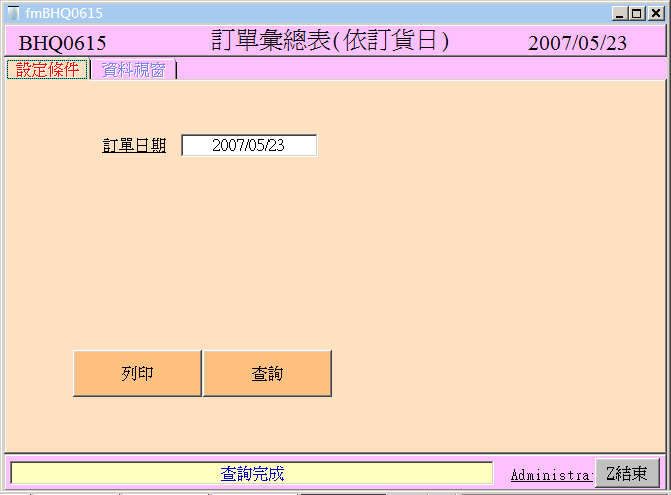 fmBHQ0615
BHQ0615 訂單彙總表(依訂貨日) 2007/05/23
設定條件 資料視窗
訂單日期 2007/05/23
列印 查詢
查詢完成 Administra Z結束